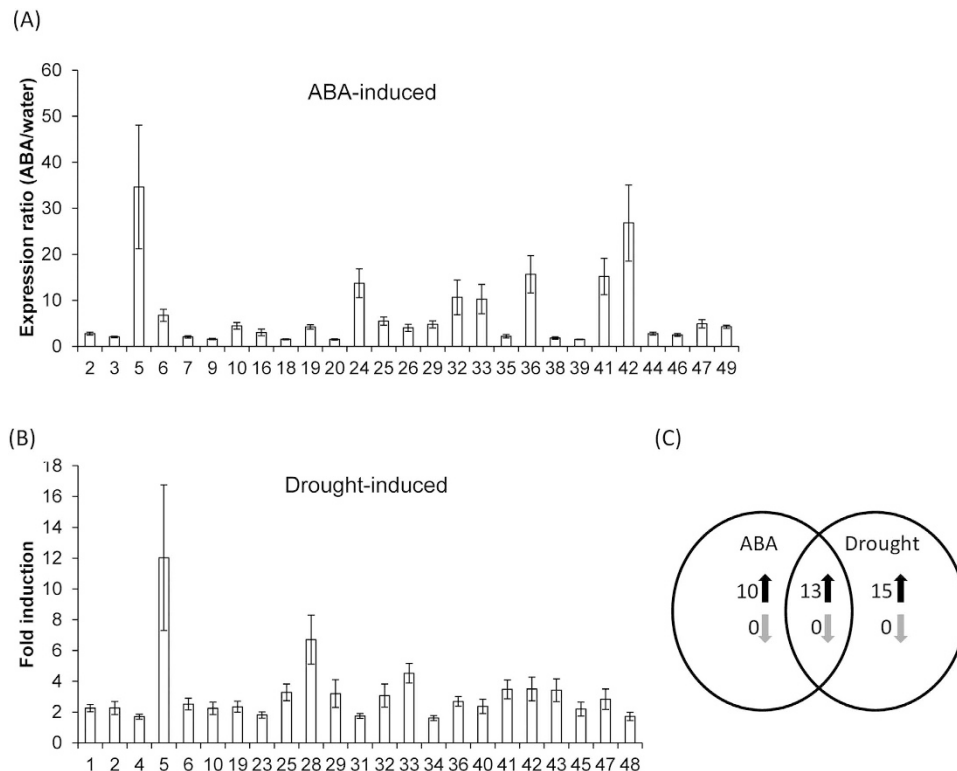 (A)
ABA-induced
Expression ratio (ABA/water)
60
50
40
30
20
10
0
2 3 5 6 7 9 10 16 18 19 20 24 25 26 29 32 33 35 36 38 39 41 42 44 46 47 49
(B)
Drought-induced
Fold induction
18
16
14
12
10
8
6
4
2
0
1 2 4 5 6 10 19 23 25 28 29 31 32 33 34 36 40 41 42 43 45 47 48
(C)
ABA Drought
10 13 15
0 0 0